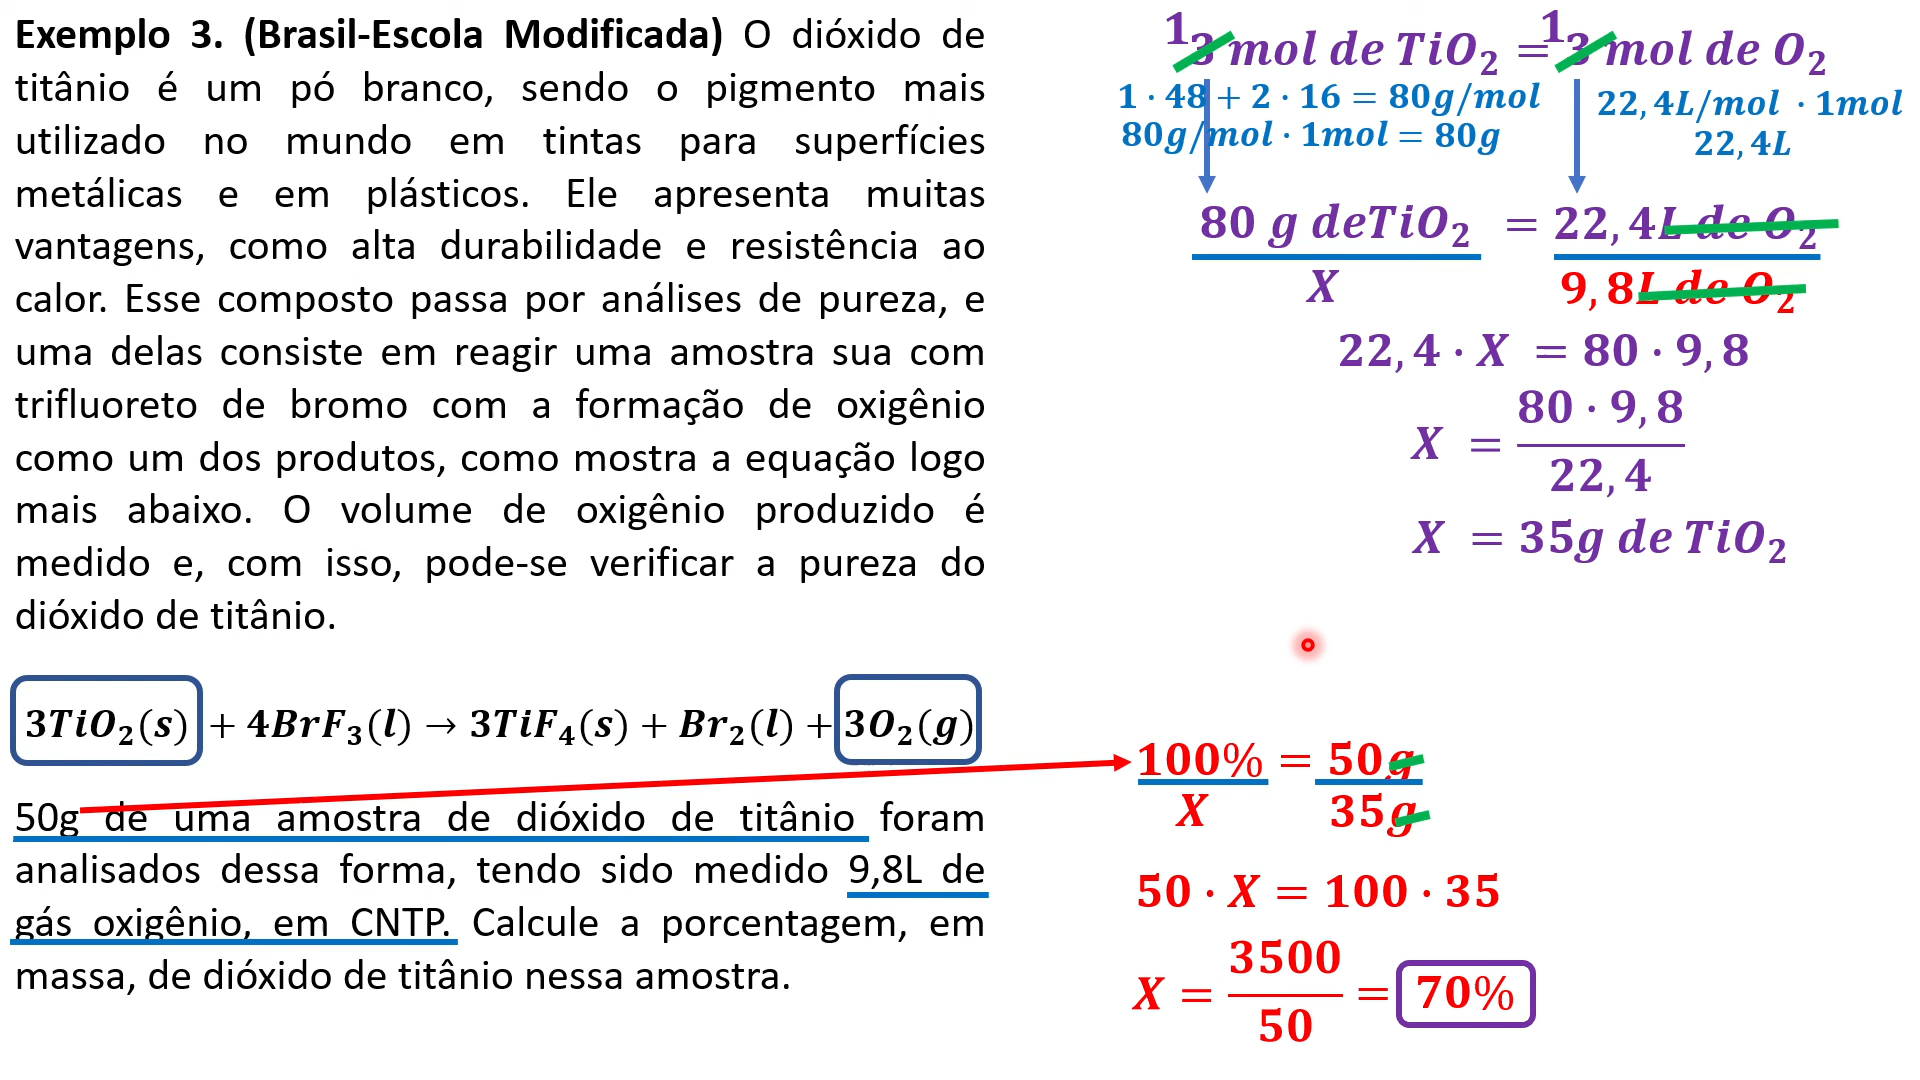 Exemplo 3. (Brasil-Escola Modificada) O dióxido de
titânio é um pó branco, sendo o pigmento mais
utilizado no mundo em tintas para superfícies
metálicas e em plásticos. Ele apresenta muitas
vantagens, como alta durabilidade e resistência ao
calor. Esse composto passa por análises de pureza, e
uma delas consiste em reagir uma amostra sua com
trifluoreto de bromo com a formação de oxigênio
como um dos produtos, como mostra a equação logo
mais abaixo. O volume de oxigênio produzido é
medido e, com isso, pode-se verificar a pureza do
dióxido de titânio.
3TiO₂(s) + 4BrF₃(l) → 3TiF₄(s) + Br₂(l) + 3O₂(g)
50g de uma amostra de dióxido de titânio foram
analisados dessa forma, tendo sido medido 9,8L de
gás oxigênio, em CNTP. Calcule a porcentagem, em
massa, de dióxido de titânio nessa amostra.
1 3 mol de TiO₂ = 1 3 mol de O₂
1 · 48 + 2 · 16 = 80g/mol
80g/mol · 1mol = 80g
22,4L/mol · 1mol
22,4L
80 g deTiO₂ = 22,4L de O₂
X 9,8L de O₂
22,4 · X = 80 · 9,8
X = 80 · 9,8
22,4
X = 35g de TiO₂
100% = 50g
X 35g
50 · X = 100 · 35
X = 3500 = 70%
50